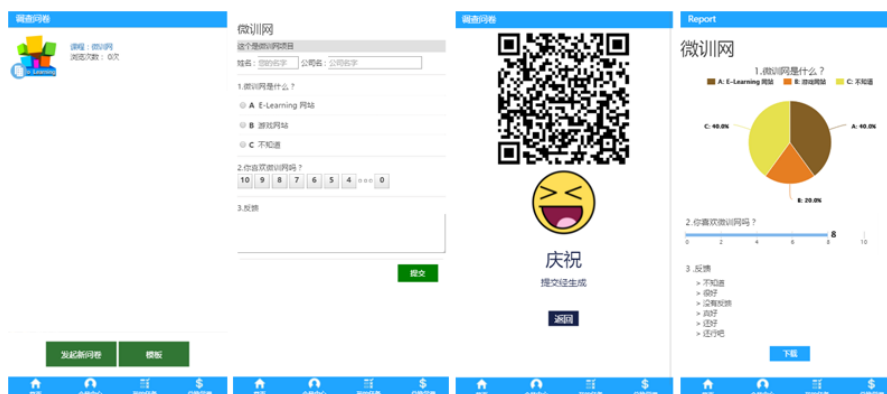 调查问卷
课程：微训网
浏览次数： 0次
E-Learning
发起新问卷
模板
$
微训网
这个是微训网项目
姓名：您的名字 公司名：公司名字
1.微训网是什么？
A E-Learning 网站
B 游戏网站
C 不知道
2.你喜欢微训网吗？
10 9 8 7 6 5 4 0
3.反馈
提交
$
调查问卷
庆祝
提交经生成
返回
$
Report
微训网
1.微训网是什么？
A: E-Learning 网站 B: 游戏网站 C: 不知道
C: 40.0% A: 40.0%
B: 20.0%
2.你喜欢微训网吗？
8
0 2 4 6 8 10
3 .反馈
> 不知道
> 很好
> 没有反馈
> 真好
> 还好
> 还行吧
下载
$